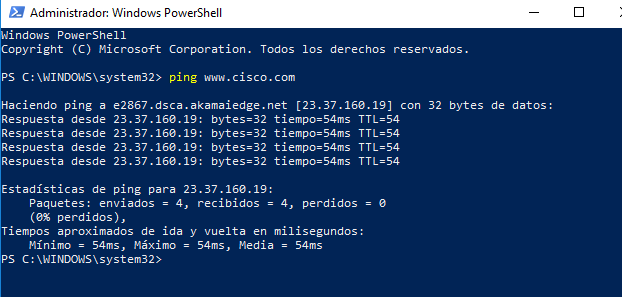 Administrador: Windows PowerShell
Windows PowerShell
Copyright (C) Microsoft Corporation. Todos los derechos reservados.
PS C:\WINDOWS\system32> ping www.cisco.com
Haciendo ping a e2867.dsca.akamaiedge.net [23.37.160.19] con 32 bytes de datos:
Respuesta desde 23.37.160.19: bytes=32 tiempo=54ms TTL=54
Respuesta desde 23.37.160.19: bytes=32 tiempo=54ms TTL=54
Respuesta desde 23.37.160.19: bytes=32 tiempo=54ms TTL=54
Respuesta desde 23.37.160.19: bytes=32 tiempo=54ms TTL=54
Estadísticas de ping para 23.37.160.19:
    Paquetes: enviados = 4, recibidos = 4, perdidos = 0
    (0% perdidos),
Tiempos aproximados de ida y vuelta en milisegundos:
    Mínimo = 54ms, Máximo = 54ms, Media = 54ms
PS C:\WINDOWS\system32>